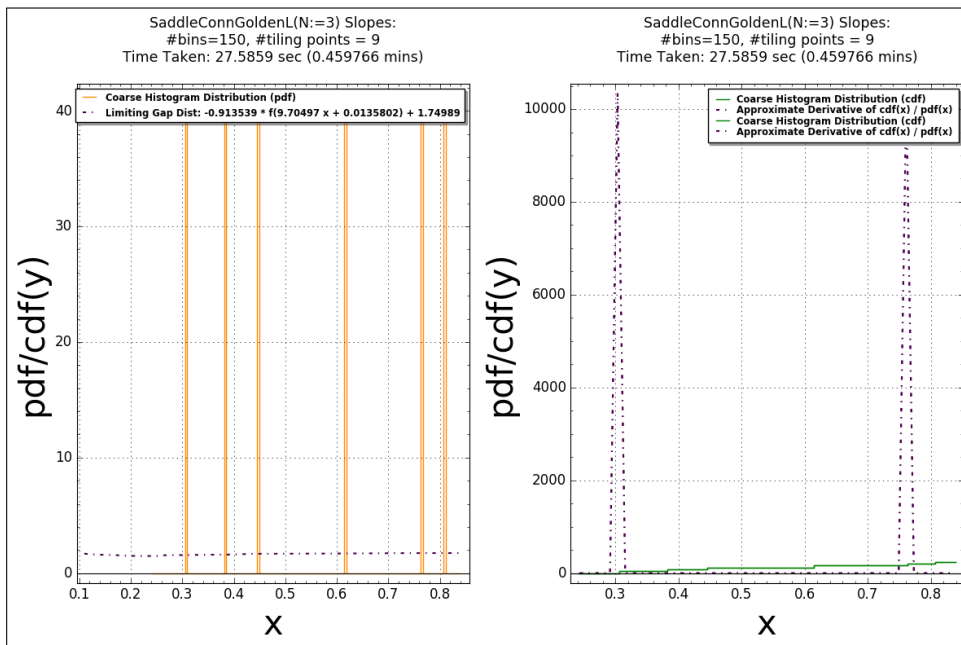 SaddleConnGoldenL(N:=3) Slopes:
#bins=150, #tiling points = 9
Time Taken: 27.5859 sec (0.459766 mins)
Coarse Histogram Distribution (pdf)
Limiting Gap Dist: -0.913539 * f(9.70497 x + 0.0135802) + 1.74989
40
30
20
10
0
0.1 0.2 0.3 0.4 0.5 0.6 0.7 0.8
pdf/cdf(y)
x
SaddleConnGoldenL(N:=3) Slopes:
#bins=150, #tiling points = 9
Time Taken: 27.5859 sec (0.459766 mins)
Coarse Histogram Distribution (cdf)
Approximate Derivative of cdf(x) / pdf(x)
Coarse Histogram Distribution (cdf)
Approximate Derivative of cdf(x) / pdf(x)
10000
8000
6000
4000
2000
0
0.3 0.4 0.5 0.6 0.7 0.8
pdf/cdf(y)
x